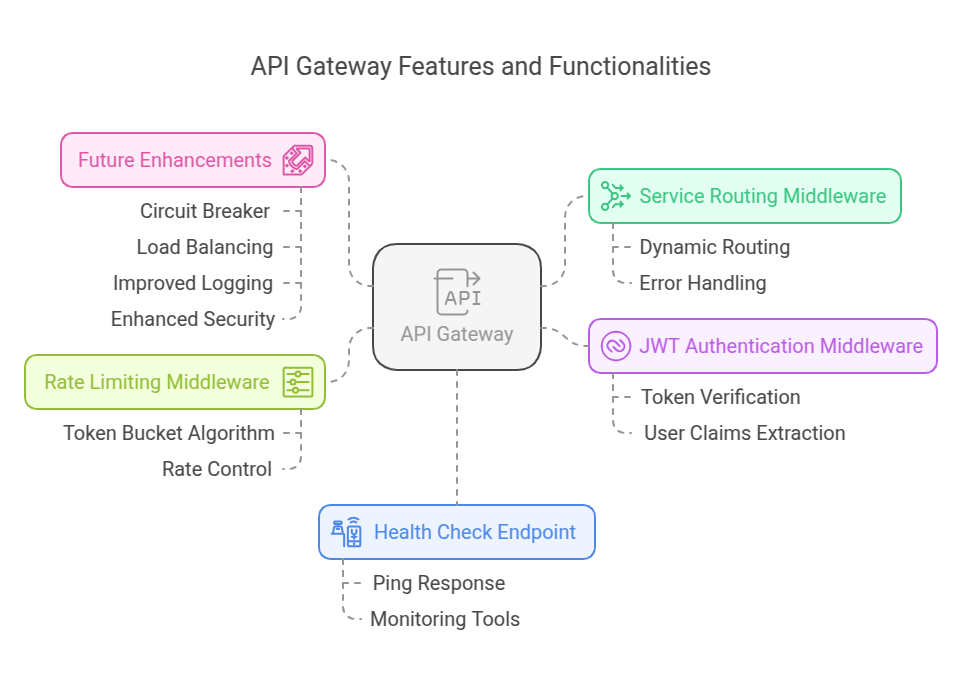 API Gateway Features and Functionalities
Future Enhancements
Circuit Breaker
Load Balancing
Improved Logging
Enhanced Security
Rate Limiting Middleware
Token Bucket Algorithm
Rate Control
API
API Gateway
Service Routing Middleware
Dynamic Routing
Error Handling
JWT Authentication Middleware
Token Verification
User Claims Extraction
Health Check Endpoint
Ping Response
Monitoring Tools